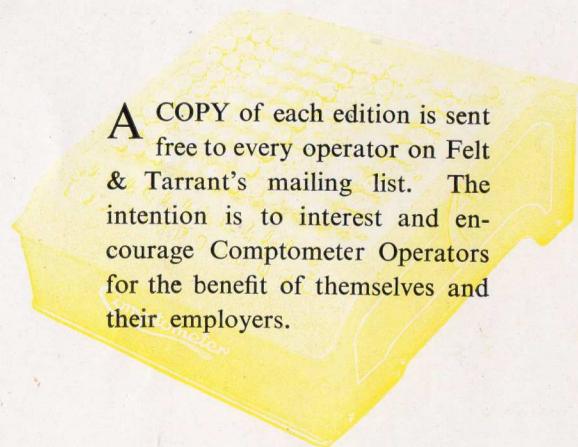 A COPY of each edition is sent
free to every operator on Felt
& Tarrant's mailing list. The
intention is to interest and en-
courage Comptometer Operators
for the benefit of themselves and
their employers.
Comptometer